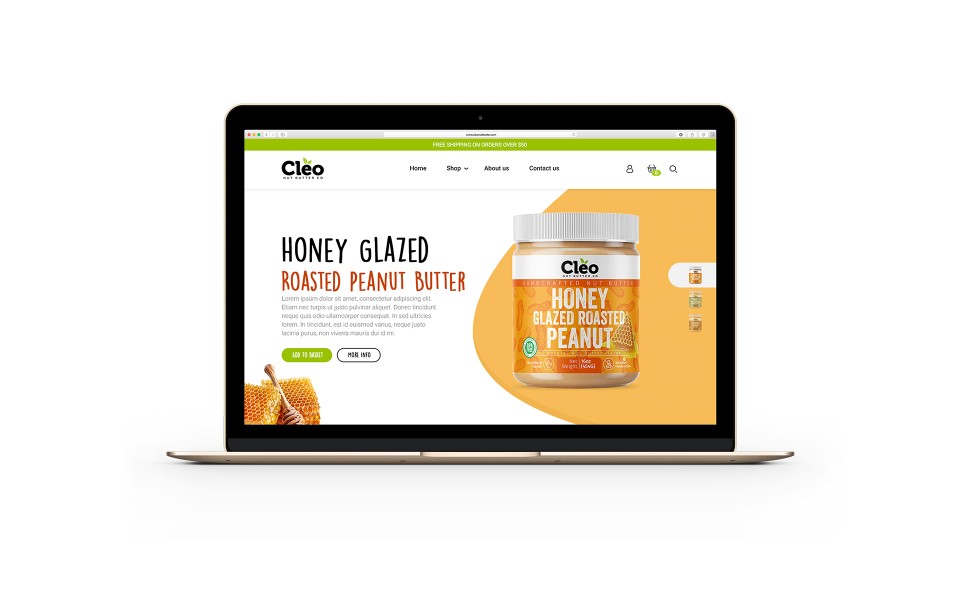 FREE SHIPPING ON ORDERS OVER $50
Cleo
NUT BUTTER CO
Home Shop About us Contact us
HONEY GLAZED
ROASTED PEANUT BUTTER
Lorem ipsum dolor sit amet, consectetur adipiscing elit.
Etiam nec turpis ut justo pulvinar aliquet. Donec tincidunt
neque quis odio ullamcorper consequat. In sed ultricies
lorem. In tincidunt, est id euismod varius, neque justo
lacinia purus, non viverra mauris dui id mi.
ADD TO BASKET MORE INFO
Cleo
NUT BUTTER CO
HANDCRAFTED NUT BUTTER
HONEY
GLAZED ROASTED
PEANUT
Net Weight 16oz (454G)